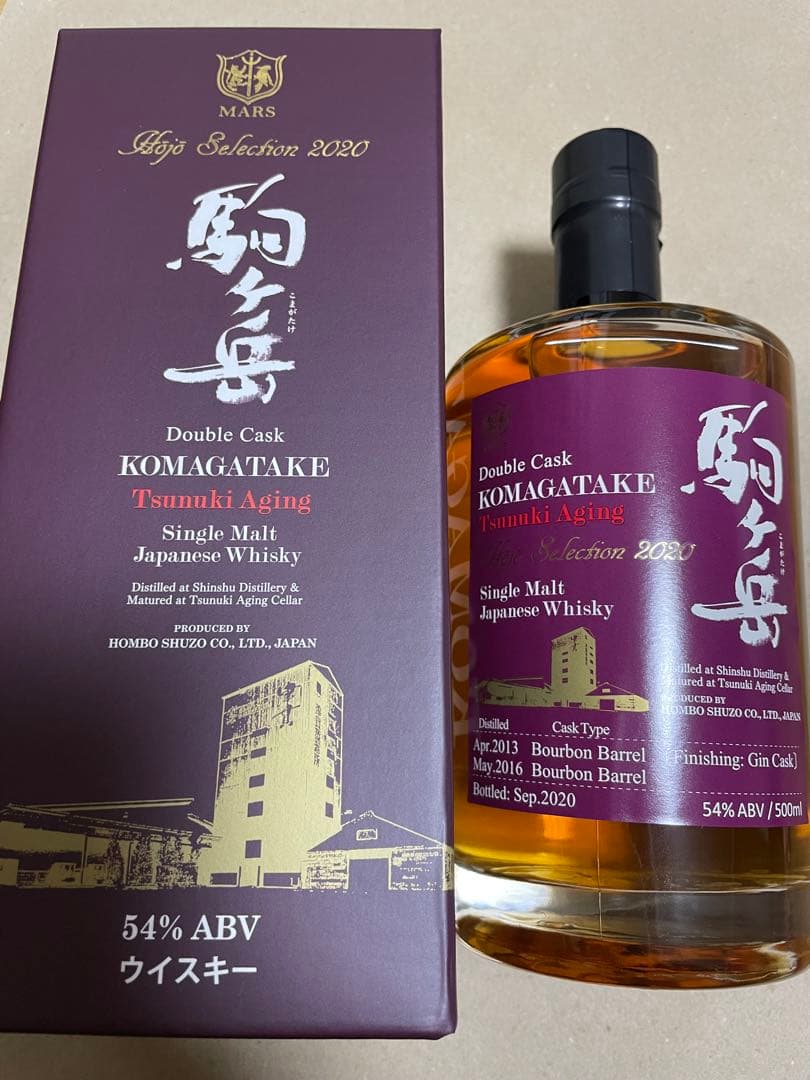 MARS
Hōjō Selection 2020
駒ヶ岳
こまがたけ
Double Cask
KOMAGATAKE
Tsunuki Aging
Single Malt
Japanese Whisky
Distilled at Shinshu Distillery &
Matured at Tsunuki Aging Cellar
PRODUCED BY
HOMBO SHUZO CO., LTD., JAPAN
54% ABV
ウイスキー
Double Cask
KOMAGATAKE
Tsunuki Aging
Hōjō Selection 2020
Single Malt
Japanese Whisky
駒ヶ岳
こまがたけ
Distilled at Shinshu Distillery &
Matured at Tsunuki Aging Cellar
PRODUCED BY
HOMBO SHUZO CO., LTD., JAPAN
Distilled Cask Type
Apr.2013 Bourbon Barrel
May.2016 Bourbon Barrel
[Finishing: Gin Cask]
Bottled: Sep.2020
54% ABV / 500ml